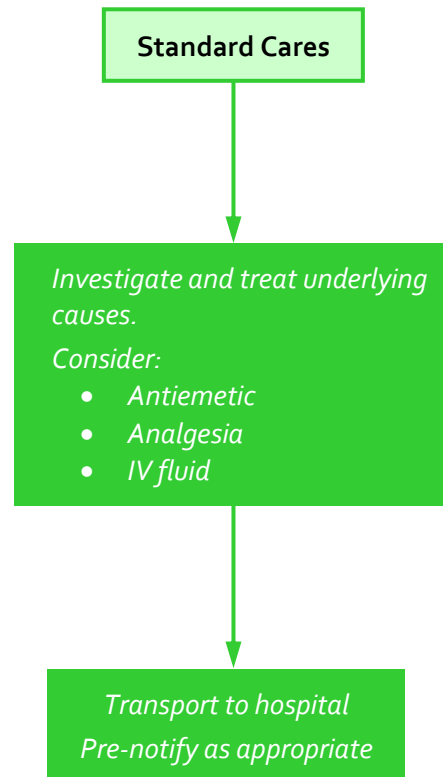 Standard Cares
Investigate and treat underlying
causes.
Consider:
• Antiemetic
• Analgesia
• IV fluid
Transport to hospital
Pre-notify as appropriate